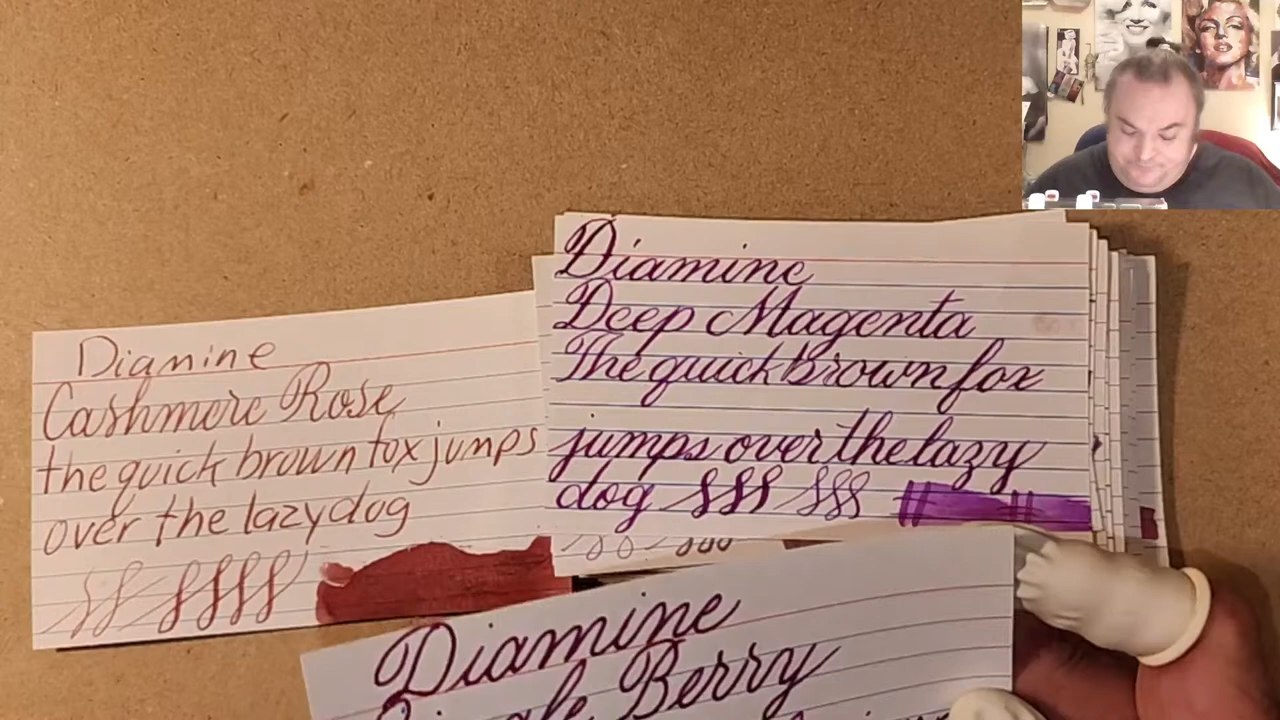 Diamine
Cashmere Rose
the quick brown fox jumps
over the lazy dog
Diamine
Deep Magenta
The quick brown fox
jumps over the lazy
dog
Diamine
Berry